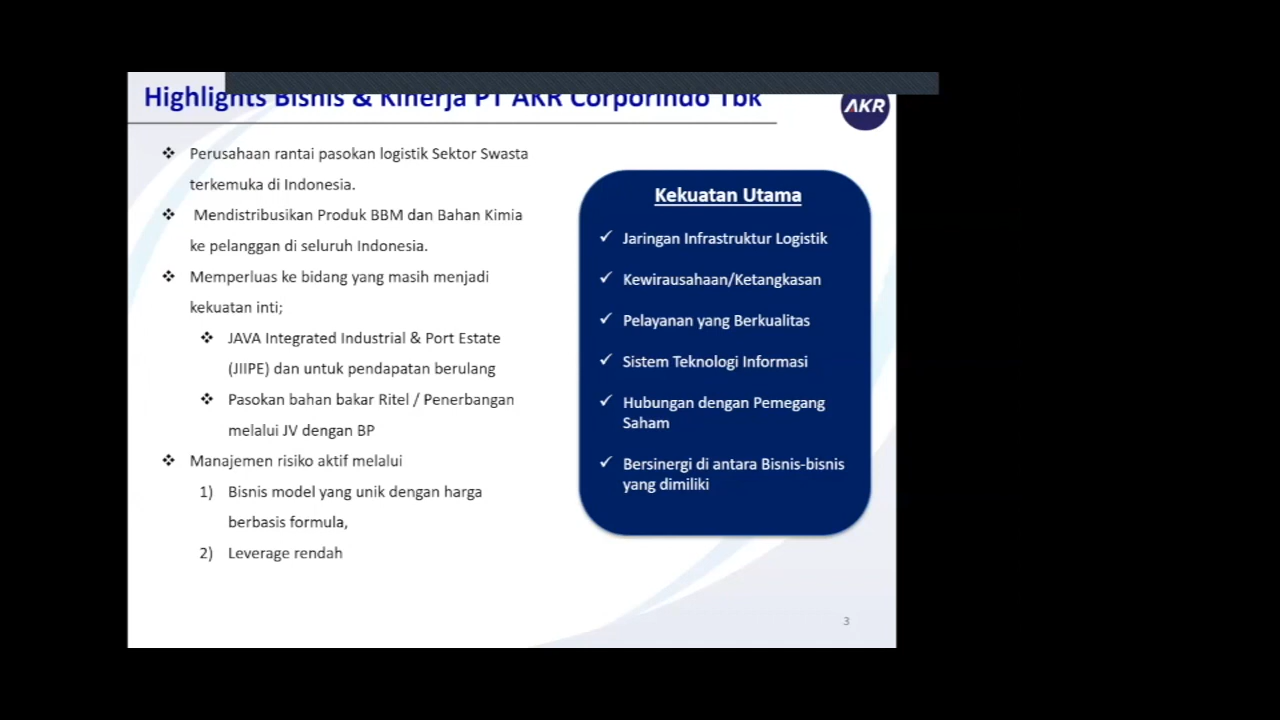 Highlights Bisnis & Kinerja PT AKR Corporindo Tbk
AKR
❖ Perusahaan rantai pasokan logistik Sektor Swasta
terkemuka di Indonesia.
❖ Mendistribusikan Produk BBM dan Bahan Kimia
ke pelanggan di seluruh Indonesia.
❖ Memperluas ke bidang yang masih menjadi
kekuatan inti;
❖ JAVA Integrated Industrial & Port Estate
(JIIPE) dan untuk pendapatan berulang
❖ Pasokan bahan bakar Ritel / Penerbangan
melalui JV dengan BP
❖ Manajemen risiko aktif melalui
1) Bisnis model yang unik dengan harga
berbasis formula,
2) Leverage rendah
Kekuatan Utama
✓ Jaringan Infrastruktur Logistik
✓ Kewirausahaan/Ketangkasan
✓ Pelayanan yang Berkualitas
✓ Sistem Teknologi Informasi
✓ Hubungan dengan Pemegang
Saham
✓ Bersinergi di antara Bisnis-bisnis
yang dimiliki
3